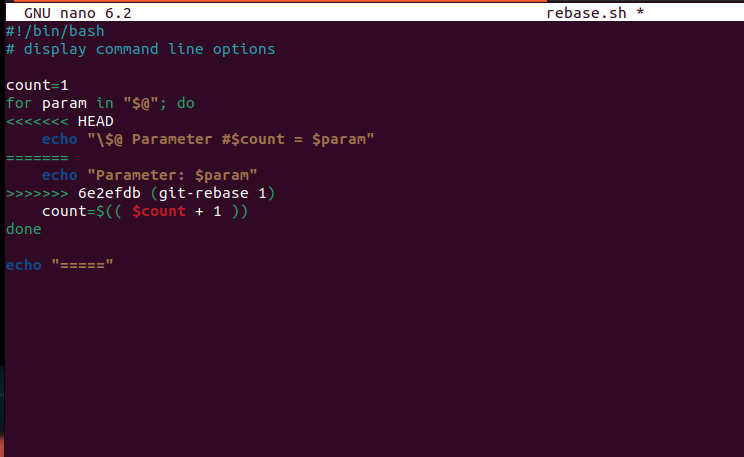 GNU nano 6.2 rebase.sh *
#!/bin/bash
# display command line options
count=1
for param in "$@"; do
<<<<<<< HEAD
echo "\$@ Parameter #$count = $param"
=======
echo "Parameter: $param"
>>>>>>> 6e2efdb (git-rebase 1)
count=$(( $count + 1 ))
done
echo "====="